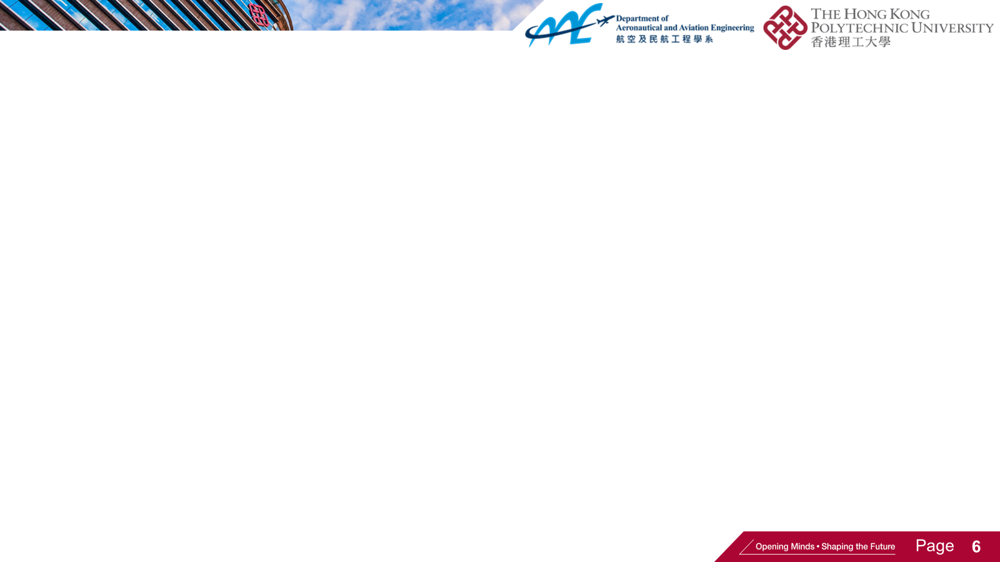 Department of
Aeronautical and Aviation Engineering
航空及民航工程學系
THE HONG KONG
POLYTECHNIC UNIVERSITY
香港理工大學
Opening Minds • Shaping the Future
Page 6